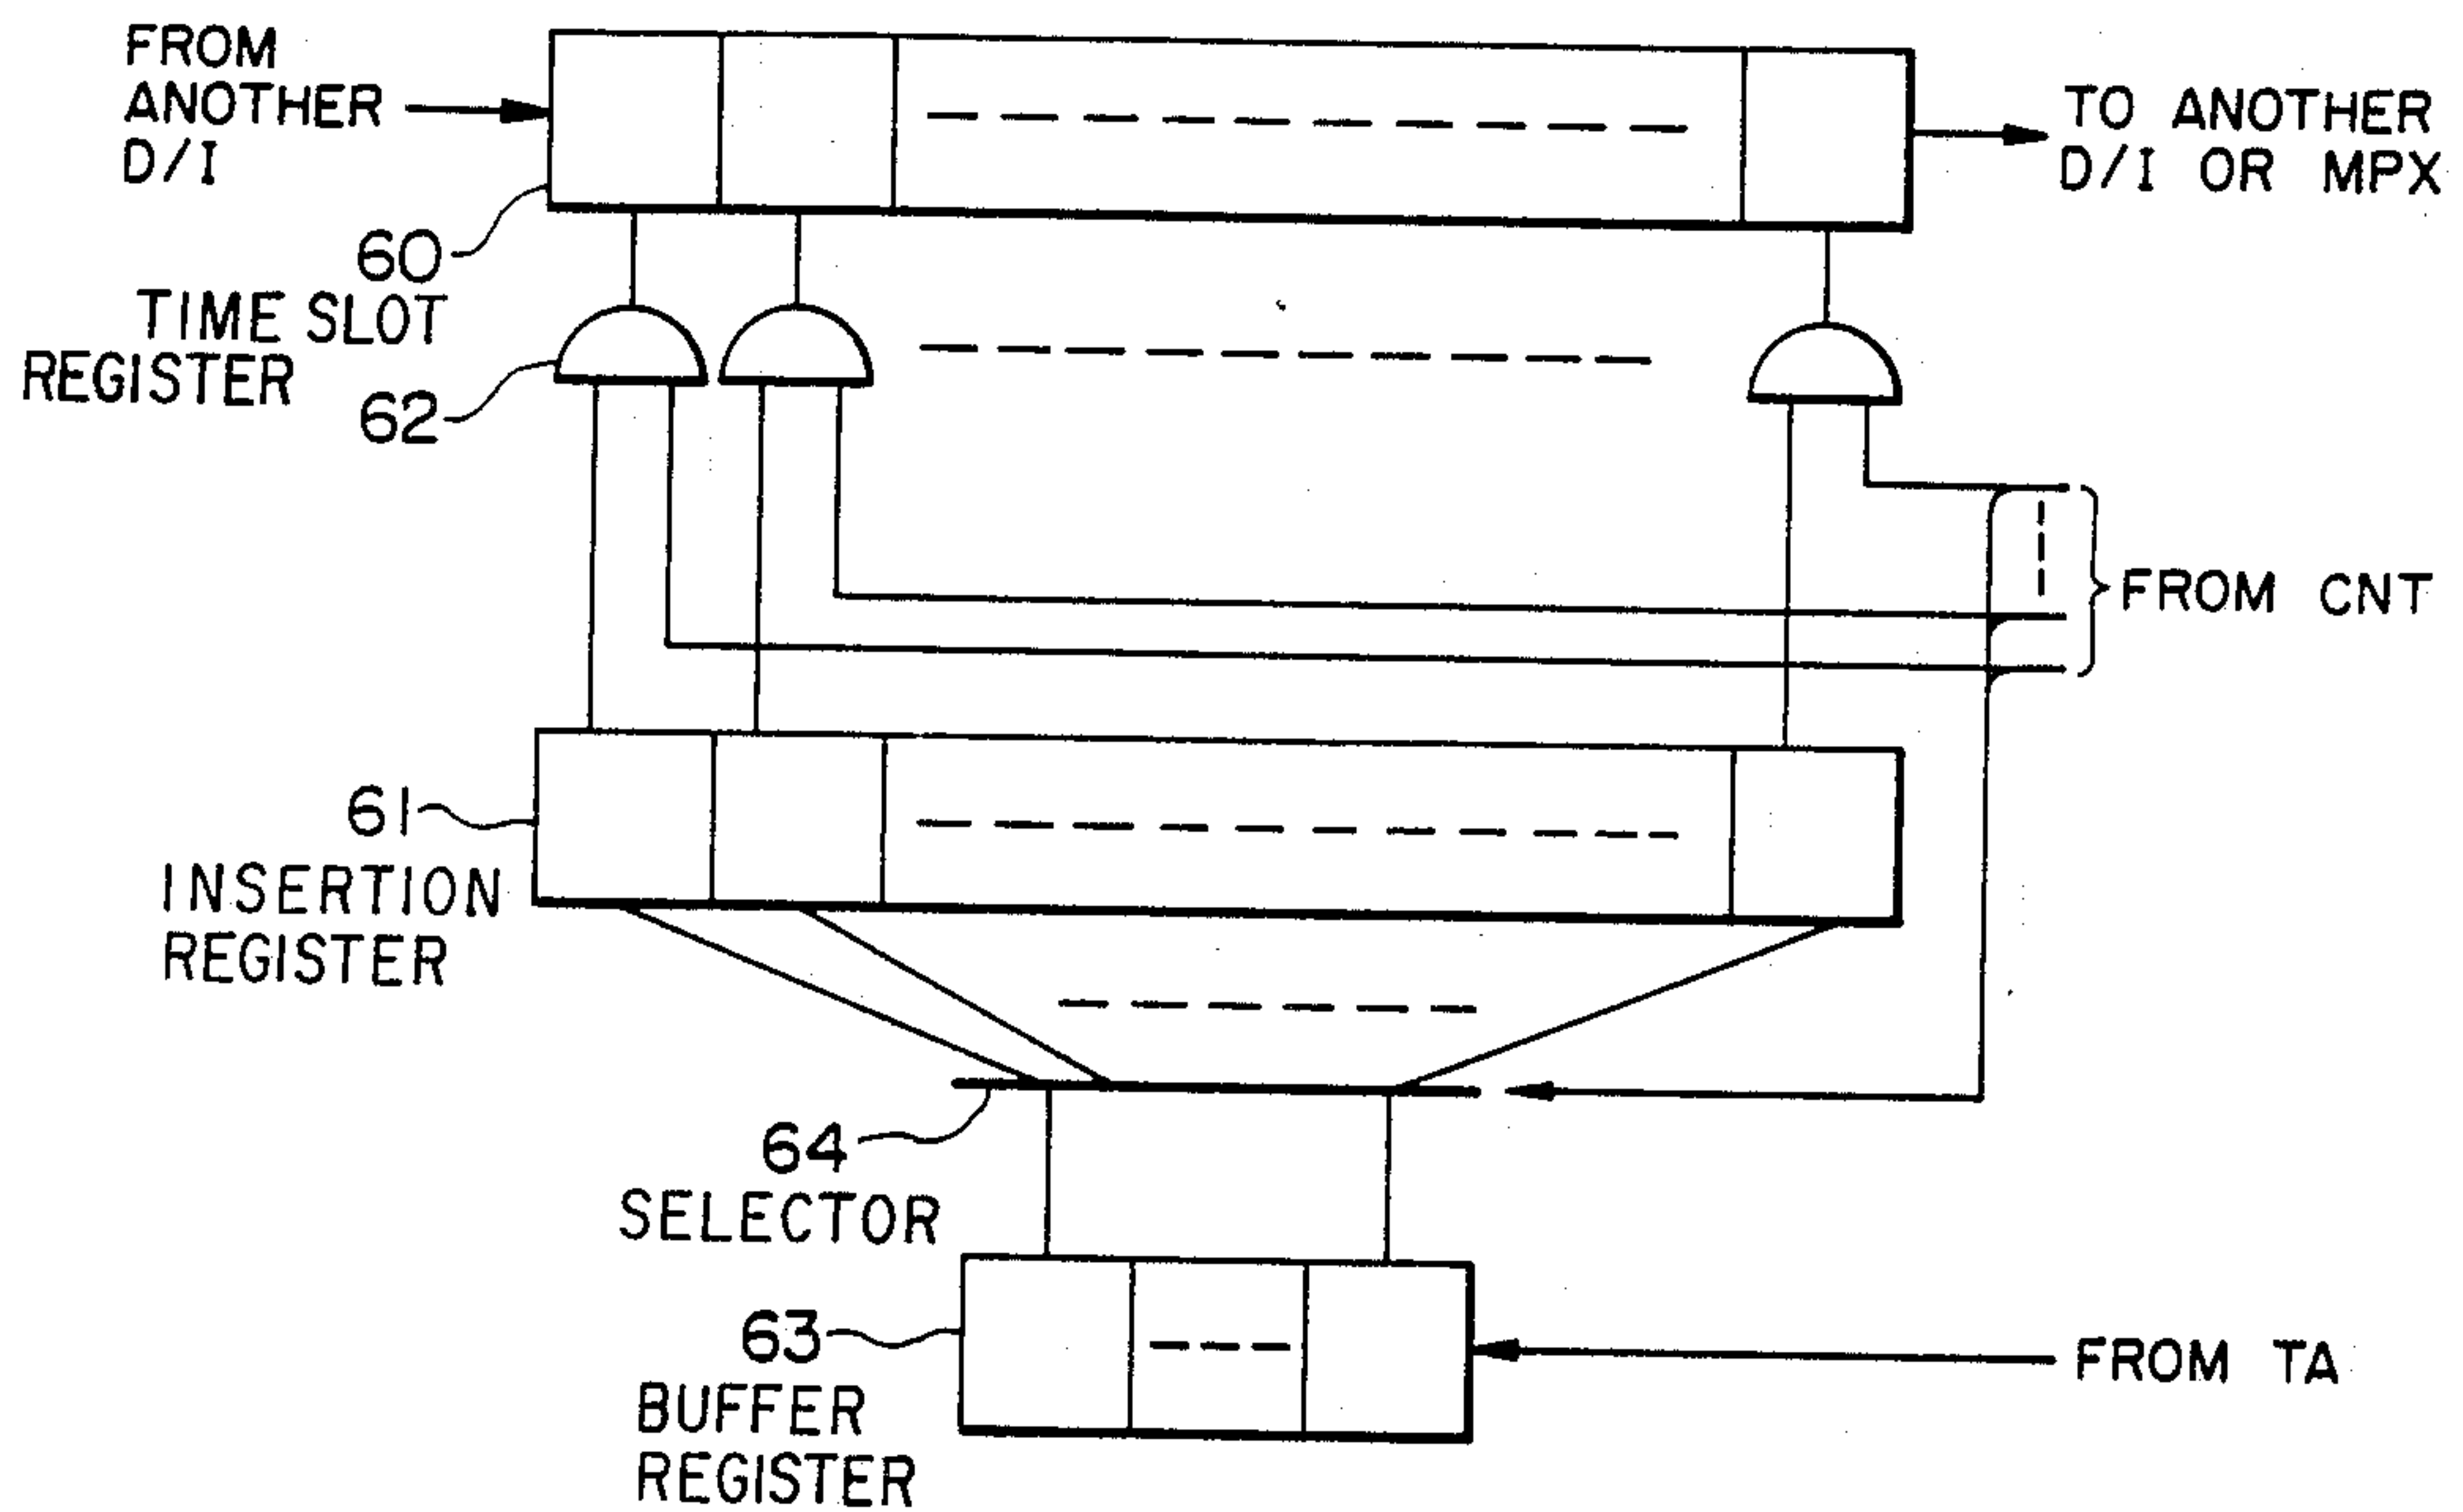 FROM
ANOTHER
D/I
TO ANOTHER
D/I OR MPX
60
TIME SLOT
REGISTER
62
FROM CNT
61
INSERTION
REGISTER
64
SELECTOR
63
BUFFER
REGISTER
FROM TA